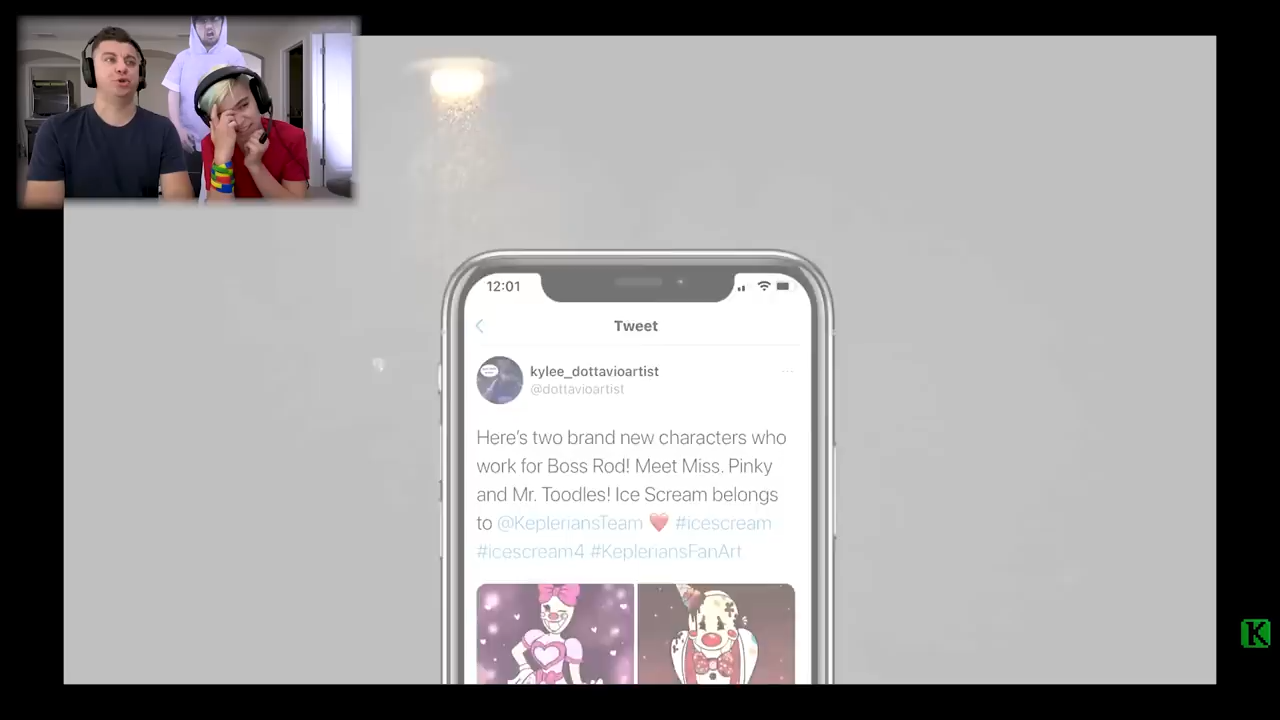 12:01
Tweet
kylee_dottavioartist
@dottavioartist
Here's two brand new characters who
work for Boss Rod! Meet Miss. Pinky
and Mr. Toodles! Ice Scream belongs
to @KepleriansTeam ❤️ #icescream
#icescream4 #KepleriansFanArt
K